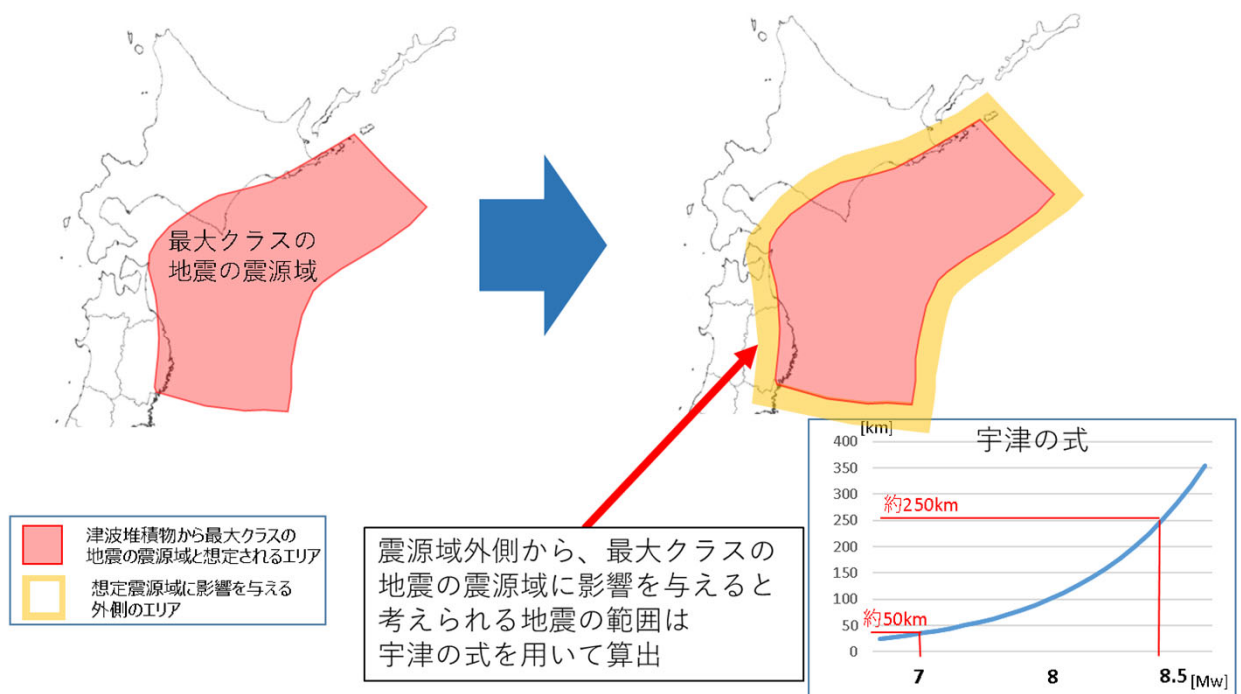 最大クラスの
地震の震源域
津波堆積物から最大クラスの
地震の震源域と想定されるエリア
想定震源域に影響を与える
外側のエリア
震源域外側から、最大クラスの
地震の震源域に影響を与えると
考えられる地震の範囲は
宇津の式を用いて算出
[km]
宇津の式
400
350
300
約250km
250
200
150
100
約50km
50
0
7 8 8.5 [Mw]